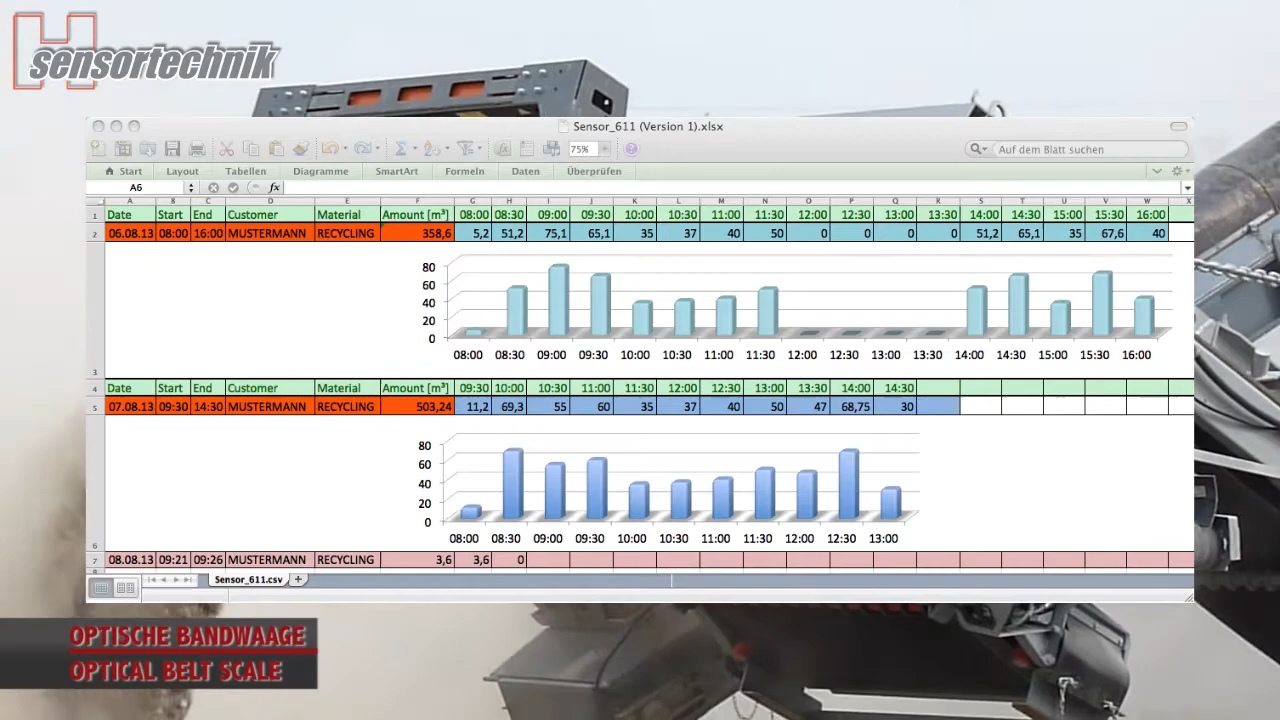 H sensortechnik
Sensor_611 (Version 1).xlsx
75% Auf dem Blatt suchen
Start Layout Tabellen Diagramme SmartArt Formeln Daten Überprüfen
A6 fx
A B C D E F G H I J K L M N O P Q R S T U V W X
1 Date Start End Customer Material Amount [m³] 08:00 08:30 09:00 09:30 10:00 10:30 11:00 11:30 12:00 12:30 13:00 13:30 14:00 14:30 15:00 15:30 16:00
2 06.08.13 08:00 16:00 MUSTERMANN RECYCLING 358,6 5,2 51,2 75,1 65,1 35 37 40 50 0 0 0 0 51,2 65,1 35 67,6 40
80
60
40
20
0
08:00 08:30 09:00 09:30 10:00 10:30 11:00 11:30 12:00 12:30 13:00 13:30 14:00 14:30 15:00 15:30 16:00
3
4 Date Start End Customer Material Amount [m³] 09:30 10:00 10:30 11:00 11:30 12:00 12:30 13:00 13:30 14:00 14:30
5 07.08.13 09:30 14:30 MUSTERMANN RECYCLING 503,24 11,2 69,3 55 60 35 37 40 50 47 68,75 30
80
60
40
20
0
08:00 08:30 09:00 09:30 10:00 10:30 11:00 11:30 12:00 12:30 13:00
6
7 08.08.13 09:21 09:26 MUSTERMANN RECYCLING 3,6 3,6 0
Sensor_611.csv
OPTISCHE BANDWAAGE
OPTICAL BELT SCALE